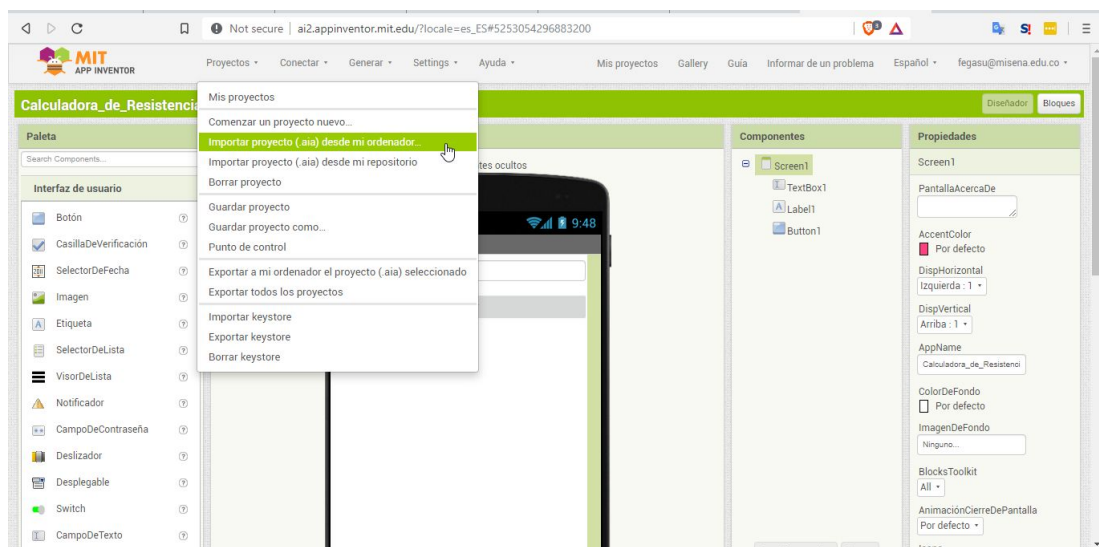 Not secure | ai2.appinventor.mit.edu/?locale=es_ES#5253054296883200
MIT
APP INVENTOR
Proyectos Conectar Generar Settings Ayuda Mis proyectos Gallery Guía Informar de un problema Español fegasu@misena.edu.co
Calculadora_de_Resistencia
Diseñador Bloques
Mis proyectos
Comenzar un proyecto nuevo...
Importar proyecto (.aia) desde mi ordenador...
Importar proyecto (.aia) desde mi repositorio
Borrar proyecto
Guardar proyecto
Guardar proyecto como...
Punto de control
Exportar a mi ordenador el proyecto (.aia) seleccionado
Exportar todos los proyectos
Importar keystore
Exportar keystore
Borrar keystore
Paleta
Search Components...
Interfaz de usuario
Botón
CasillaDeVerificación
SelectorDeFecha
Imagen
Etiqueta
SelectorDeLista
VisorDeLista
Notificador
CampoDeContraseña
Deslizador
Desplegable
Switch
CampoDeTexto
tes ocultos
9:48
Componentes
Screen1
TextBox1
Label1
Button1
Propiedades
Screen1
PantallaAcercaDe
AccentColor
Por defecto
DispHorizontal
Izquierda : 1
DispVertical
Arriba : 1
AppName
Calculadora_de_Resistenci
ColorDeFondo
Por defecto
ImagenDeFondo
Ninguno...
BlocksToolkit
All
AnimaciónCierreDePantalla
Por defecto